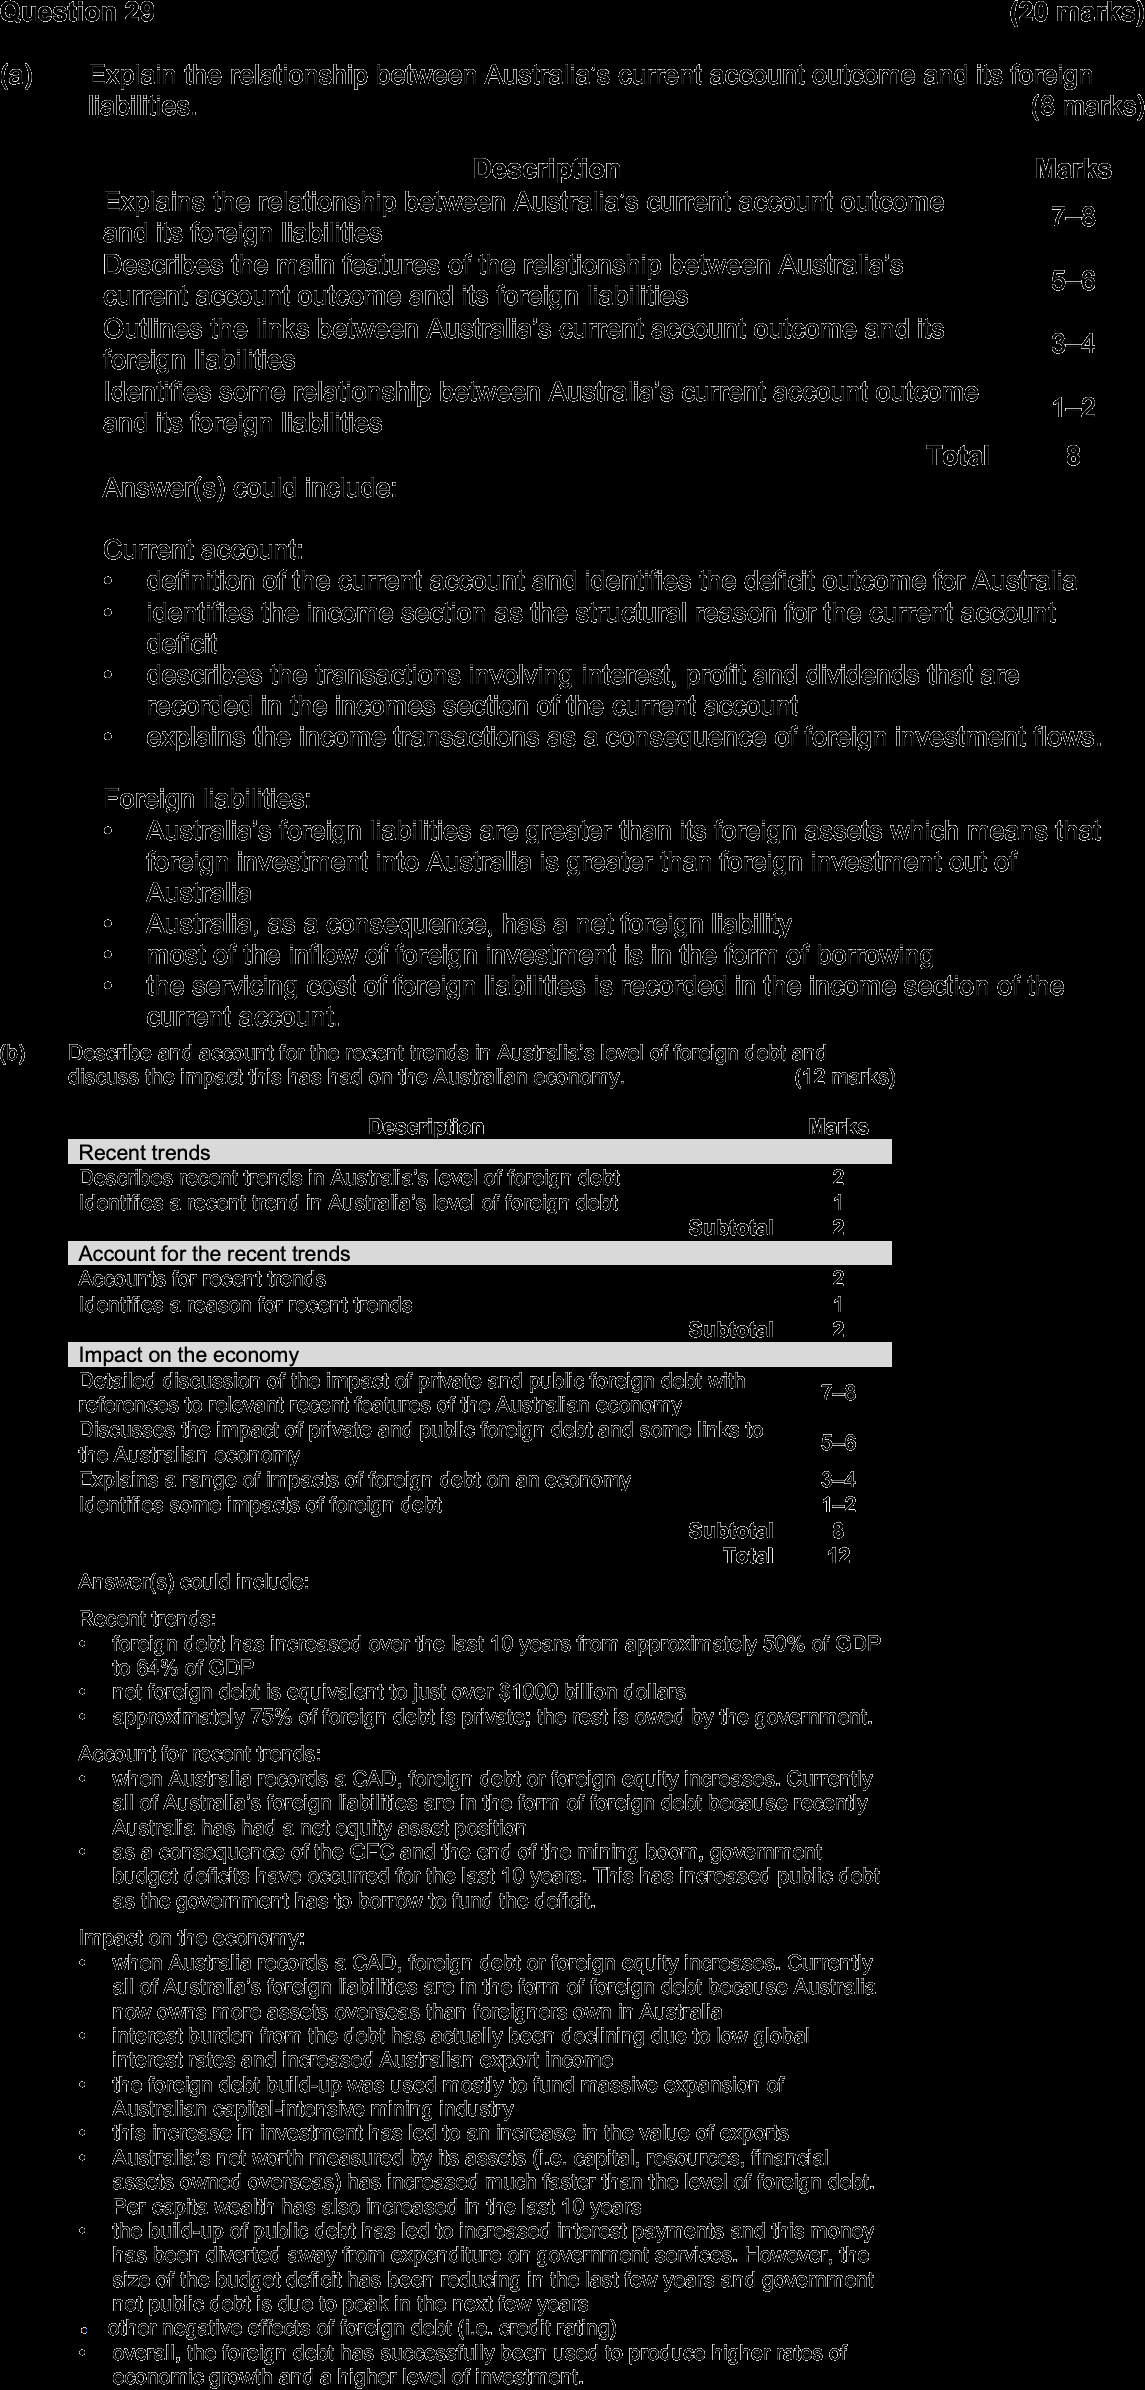 Question 29 (20 marks)
(a) Explain the relationship between Australia's current account outcome and its foreign
liabilities. (8 marks)
Description Marks
Explains the relationship between Australia's current account outcome
and its foreign liabilities 7–8
Describes the main features of the relationship between Australia's
current account outcome and its foreign liabilities 5–6
Outlines the links between Australia's current account outcome and its
foreign liabilities 3–4
Identifies some relationship between Australia's current account outcome
and its foreign liabilities 1–2
Total 8
Answer(s) could include:
Current account:
• definition of the current account and identifies the deficit outcome for Australia
• identifies the income section as the structural reason for the current account
deficit
• describes the transactions involving interest, profit and dividends that are
recorded in the incomes section of the current account
• explains the income transactions as a consequence of foreign investment flows.
Foreign liabilities:
• Australia's foreign liabilities are greater than its foreign assets which means that
foreign investment into Australia is greater than foreign investment out of
Australia
• Australia, as a consequence, has a net foreign liability
• most of the inflow of foreign investment is in the form of borrowing
• the servicing cost of foreign liabilities is recorded in the income section of the
current account.
(b) Describe and account for the recent trends in Australia's level of foreign debt and
discuss the impact this has had on the Australian economy. (12 marks)
Description Marks
Recent trends
Describes recent trends in Australia's level of foreign debt 2
Identifies a recent trend in Australia's level of foreign debt 1
Subtotal 2
Account for the recent trends
Accounts for recent trends 2
Identifies a reason for recent trends 1
Subtotal 2
Impact on the economy
Detailed discussion of the impact of private and public foreign debt with
references to relevant recent features of the Australian economy 7–8
Discusses the impact of private and public foreign debt and some links to
the Australian economy 5–6
Explains a range of impacts of foreign debt on an economy 3–4
Identifies some impacts of foreign debt 1–2
Subtotal 8
Total 12
Answer(s) could include:
Recent trends:
• foreign debt has increased over the last 10 years from approximately 50% of GDP
to 64% of GDP
• net foreign debt is equivalent to just over $1000 billion dollars
• approximately 75% of foreign debt is private; the rest is owed by the government.
Account for recent trends:
• when Australia records a CAD, foreign debt or foreign equity increases. Currently
all of Australia's foreign liabilities are in the form of foreign debt because recently
Australia has had a net equity asset position
• as a consequence of the GFC and the end of the mining boom, government
budget deficits have occurred for the last 10 years. This has increased public debt
as the government has to borrow to fund the deficit.
Impact on the economy:
• when Australia records a CAD, foreign debt or foreign equity increases. Currently
all of Australia's foreign liabilities are in the form of foreign debt because Australia
now owns more assets overseas than foreigners own in Australia
• interest burden from the debt has actually been declining due to low global
interest rates and increased Australian export income
• the foreign debt build-up was used mostly to fund massive expansion of
Australian capital-intensive mining industry
• this increase in investment has led to an increase in the value of exports
• Australia's net worth measured by its assets (i.e. capital, resources, financial
assets owned overseas) has increased much faster than the level of foreign debt.
Per capita wealth has also increased in the last 10 years
• the build-up of public debt has led to increased interest payments and this money
has been diverted away from expenditure on government services. However, the
size of the budget deficit has been reducing in the last few years and government
net public debt is due to peak in the next few years
• other negative effects of foreign debt (i.e. credit rating)
• overall, the foreign debt has successfully been used to produce higher rates of
economic growth and a higher level of investment.